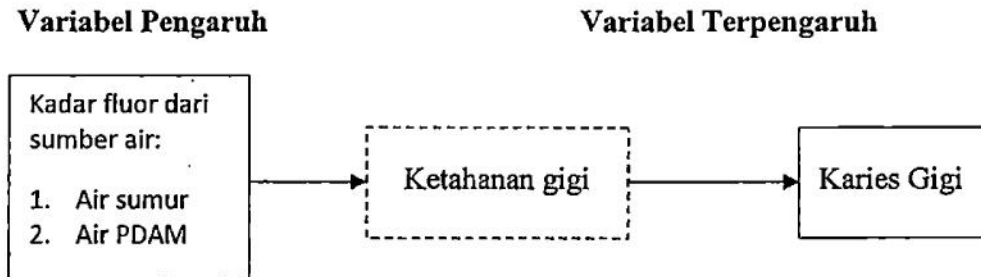 Variabel Pengaruh
Variabel Terpengaruh
Kadar fluor dari
sumber air:
1. Air sumur
2. Air PDAM
Ketahanan gigi
Karies Gigi